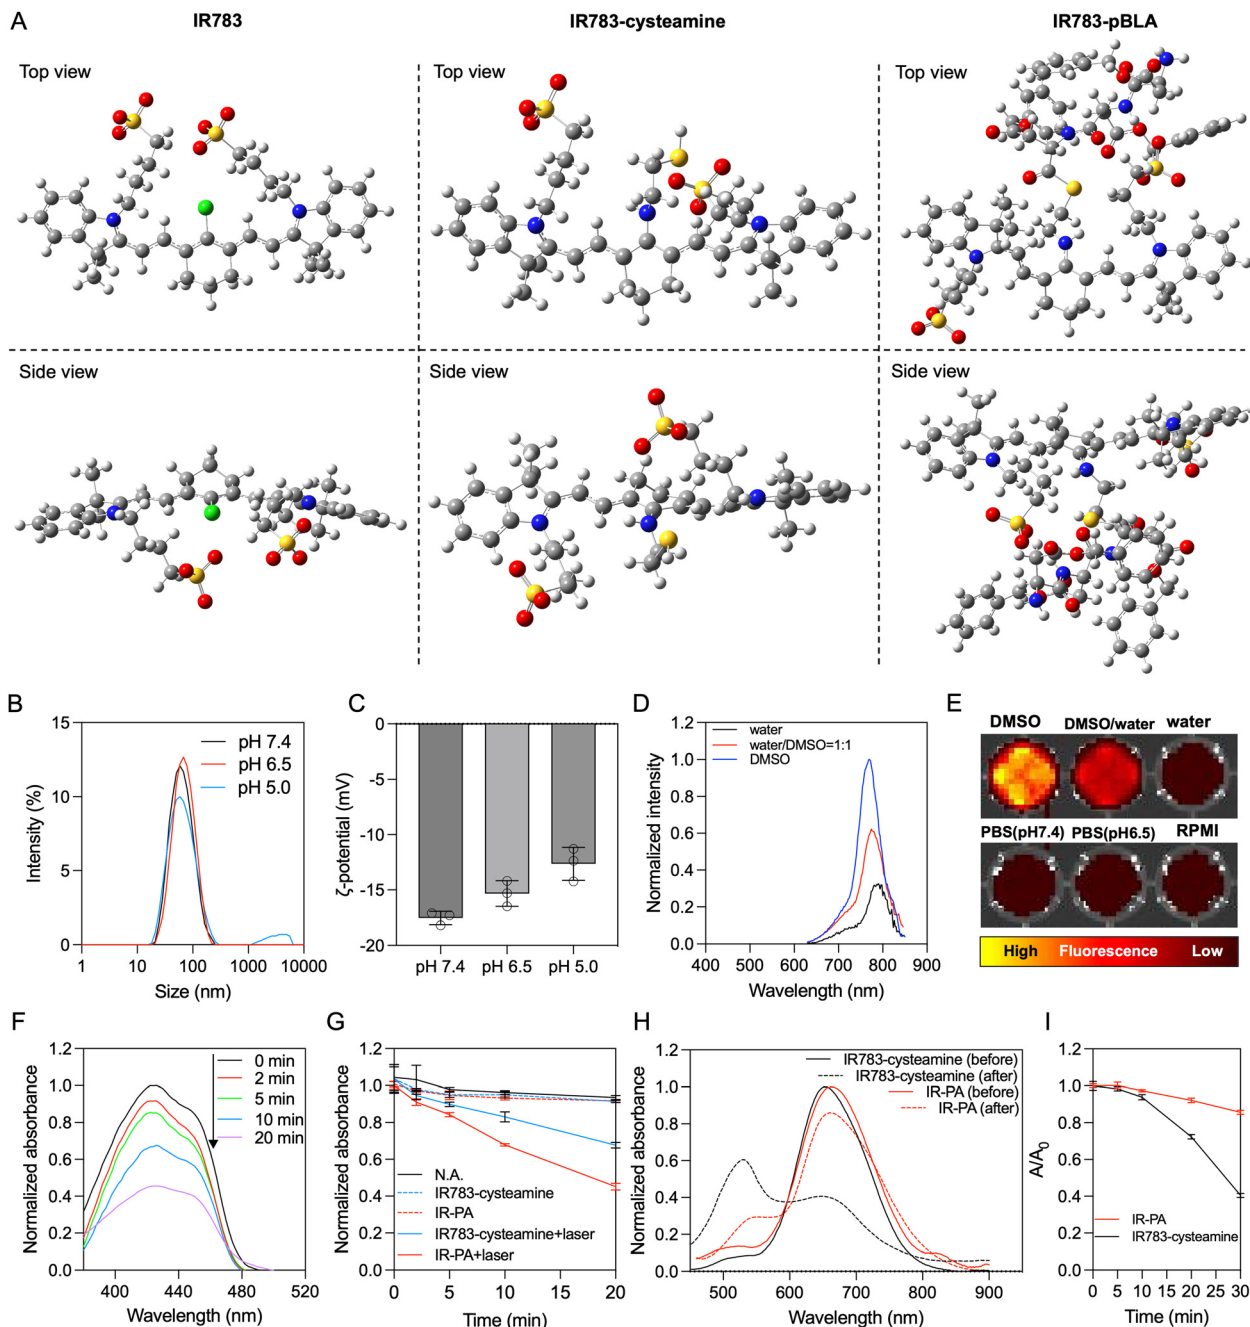 A
IR783
IR783-cysteamine
IR783-pBLA
Top view
Top view
Top view
Side view
Side view
Side view
B
Intensity (%)
15
10
5
0
pH 7.4
pH 6.5
pH 5.0
1
10
100
1000
10000
Size (nm)
C
ζ-potential (mV)
0
-5
-10
-15
-20
pH 7.4
pH 6.5
pH 5.0
D
Normalized intensity
1.2
1.0
0.8
0.6
0.4
0.2
0.0
water
water/DMSO=1:1
DMSO
400
500
600
700
800
900
Wavelength (nm)
E
DMSO
DMSO/water
water
PBS(pH7.4)
PBS(pH6.5)
RPMI
High
Fluorescence
Low
F
Normalized absorbance
1.2
1.0
0.8
0.6
0.4
0.2
0.0
0 min
2 min
5 min
10 min
20 min
400
440
480
520
Wavelength (nm)
G
Normalized absorbance
1.2
1.0
0.8
0.6
0.4
0.2
0.0
N.A.
IR783-cysteamine
IR-PA
IR783-cysteamine+laser
IR-PA+laser
0
5
10
15
20
Time (min)
H
Normalized absorbance
1.2
1.0
0.8
0.6
0.4
0.2
0.0
IR783-cysteamine (before)
IR783-cysteamine (after)
IR-PA (before)
IR-PA (after)
500
600
700
800
900
Wavelength (nm)
I
A/A0
1.2
1.0
0.8
0.6
0.4
0.2
0.0
IR-PA
IR783-cysteamine
0
5
10
20
30
Time (min)